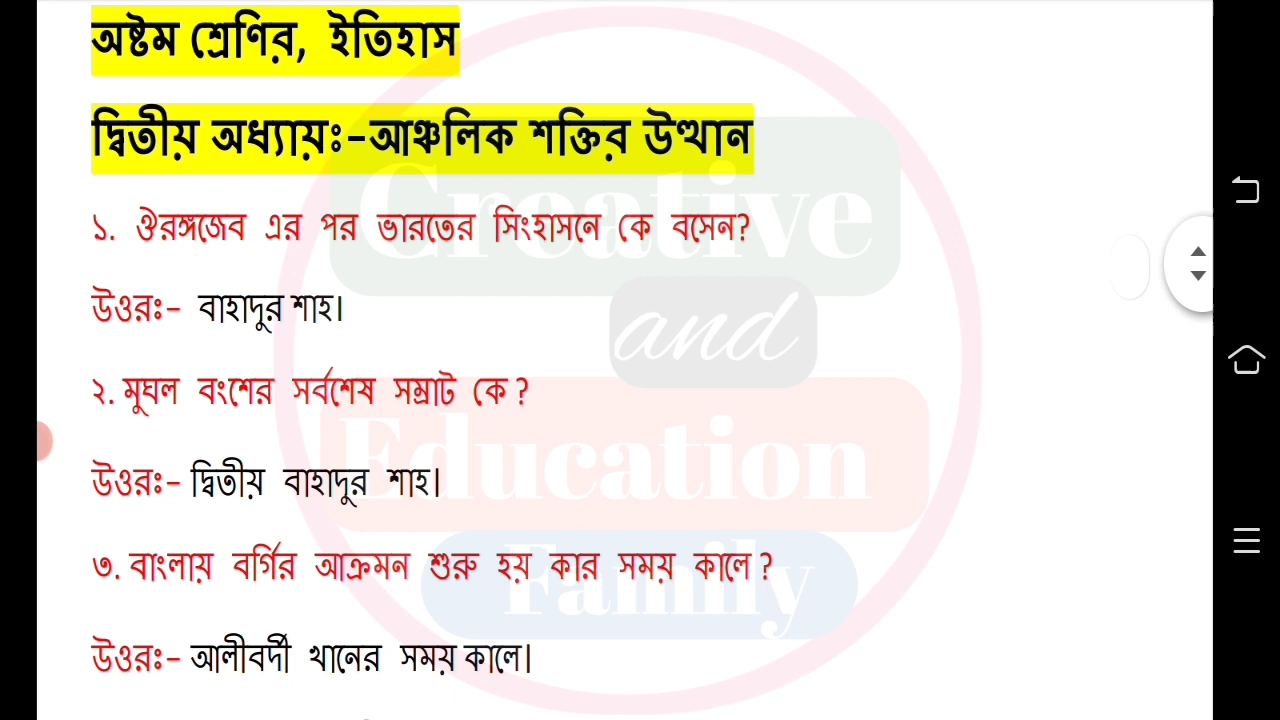 অষ্টম শ্রেণির, ইতিহাস
দ্বিতীয় অধ্যায়ঃ-আঞ্চলিক শক্তির উত্থান
১. ঔরঙ্গজেব এর পর ভারতের সিংহাসনে কে বসেন?
উওরঃ- বাহাদুর শাহ।
২. মুঘল বংশের সর্বশেষ সম্রাট কে ?
উওরঃ- দ্বিতীয় বাহাদুর শাহ।
৩. বাংলায় বর্গির আক্রমন শুরু হয় কার সময় কালে ?
উওরঃ- আলীবর্দী খানের সময় কালে।
Creative
and
Education
Family